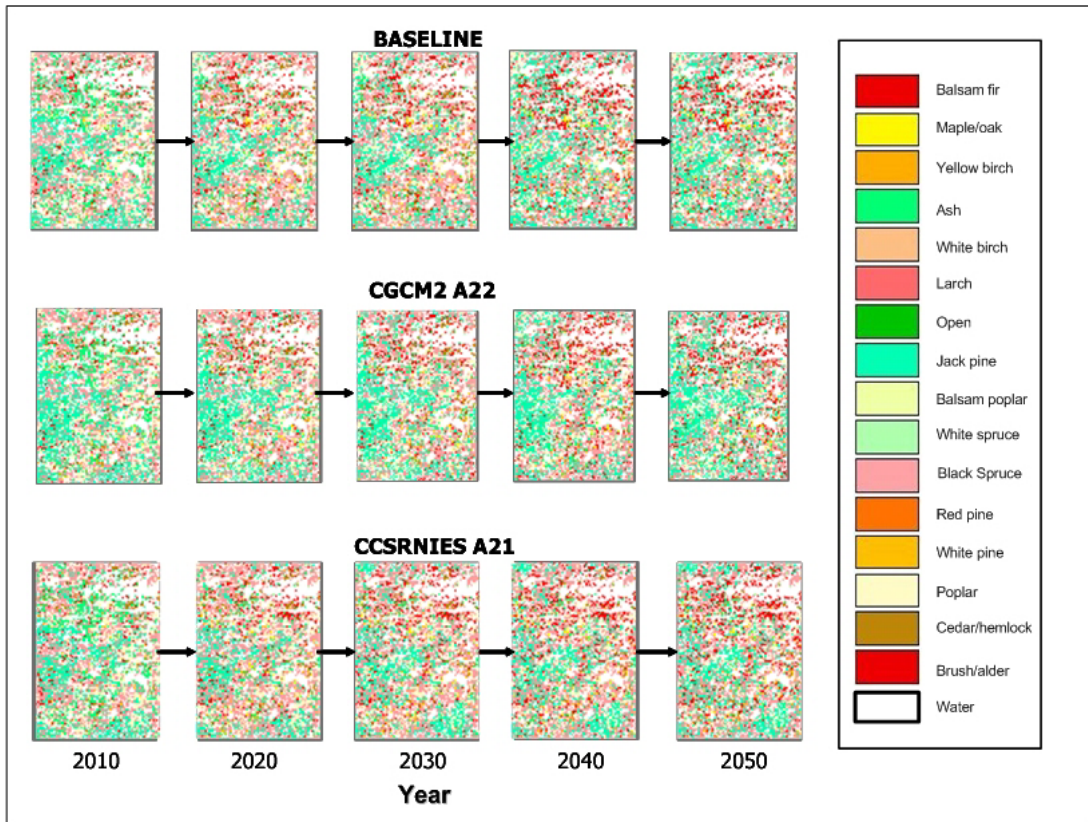 BASELINE
CGCM2 A22
CCSRNIES A21
2010 2020 2030 2040 2050
Year
Balsam fir
Maple/oak
Yellow birch
Ash
White birch
Larch
Open
Jack pine
Balsam poplar
White spruce
Black Spruce
Red pine
White pine
Poplar
Cedar/hemlock
Brush/alder
Water